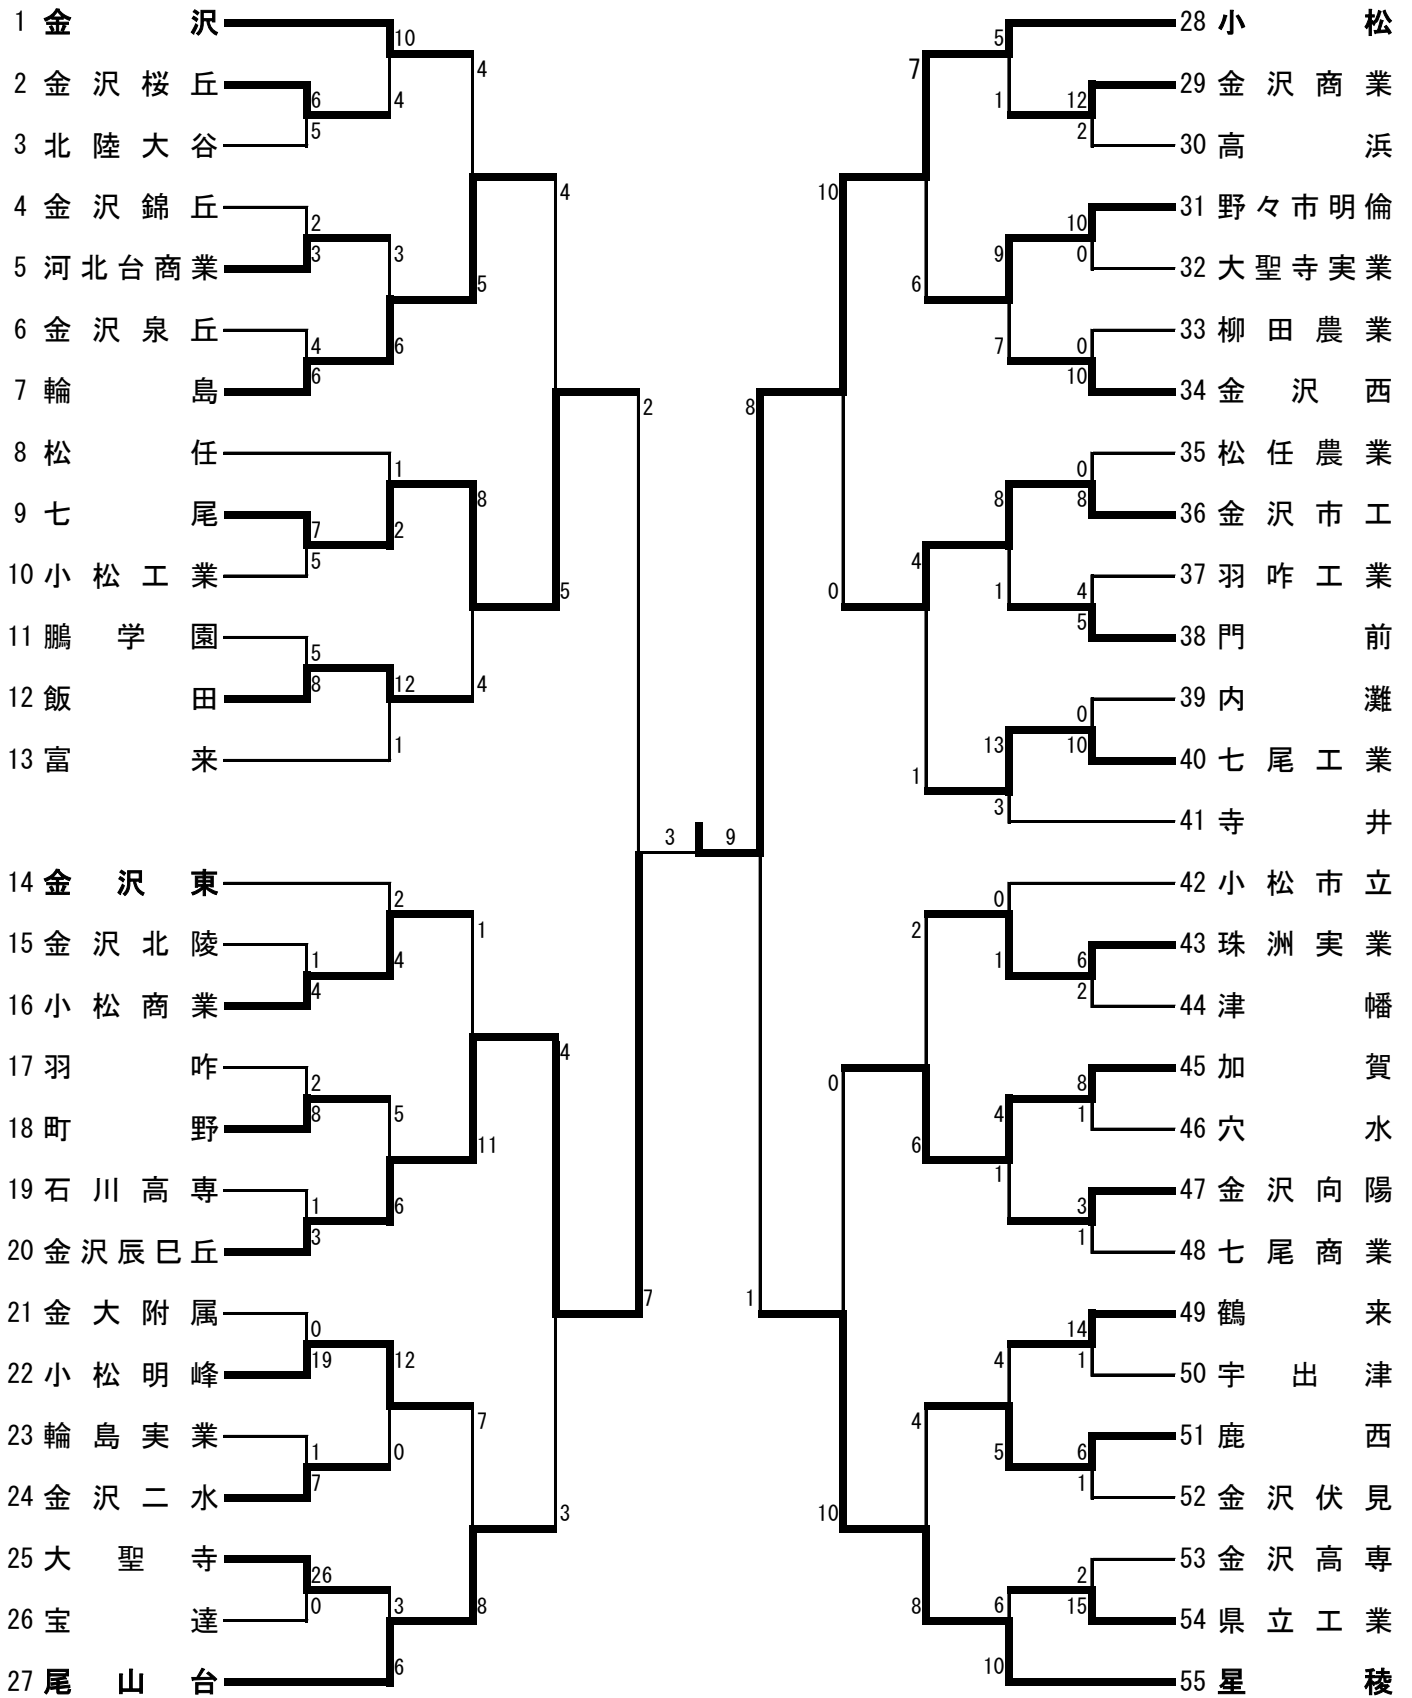 1 金沢
10
2 金沢桜丘
6
4
5
3 北陸大谷
4
4 金沢錦丘
2
3
3
5 河北台商業
5
6 金沢泉丘
4
6
6
7 輪島
4
8 松任
1
9 七尾
7
2
5
10 小松工業
8
11 鵬学園
5
8
12
12 飯田
4
1
13 富来
5
2
14 金沢東
2
15 金沢北陵
1
4
4
16 小松商業
1
17 羽咋
2
8
5
18 町野
11
19 石川高専
1
3
6
20 金沢辰巳丘
4
21 金大附属
0
19
12
22 小松明峰
7
23 輪島実業
1
7
0
24 金沢二水
3
25 大聖寺
26
0
3
26 宝達
8
6
27 尾山台
7
3
9
28 小松
5
29 金沢商業
12
1
2
30 高浜
7
31 野々市明倫
10
0
9
32 大聖寺実業
6
33 柳田農業
0
10
7
34 金沢西
10
8
35 松任農業
0
8
8
36 金沢市工
4
37 羽咋工業
4
5
1
38 門前
0
39 内灘
0
10
13
40 七尾工業
1
3
41 寺井
42 小松市立
0
43 珠洲実業
6
1
2
44 津幡
2
45 加賀
8
1
4
46 穴水
6
47 金沢向陽
3
1
1
48 七尾商業
0
1
49 鶴来
14
1
4
50 宇出津
4
51 鹿西
6
1
5
52 金沢伏見
10
53 金沢高専
2
15
6
54 県立工業
8
10
55 星稜